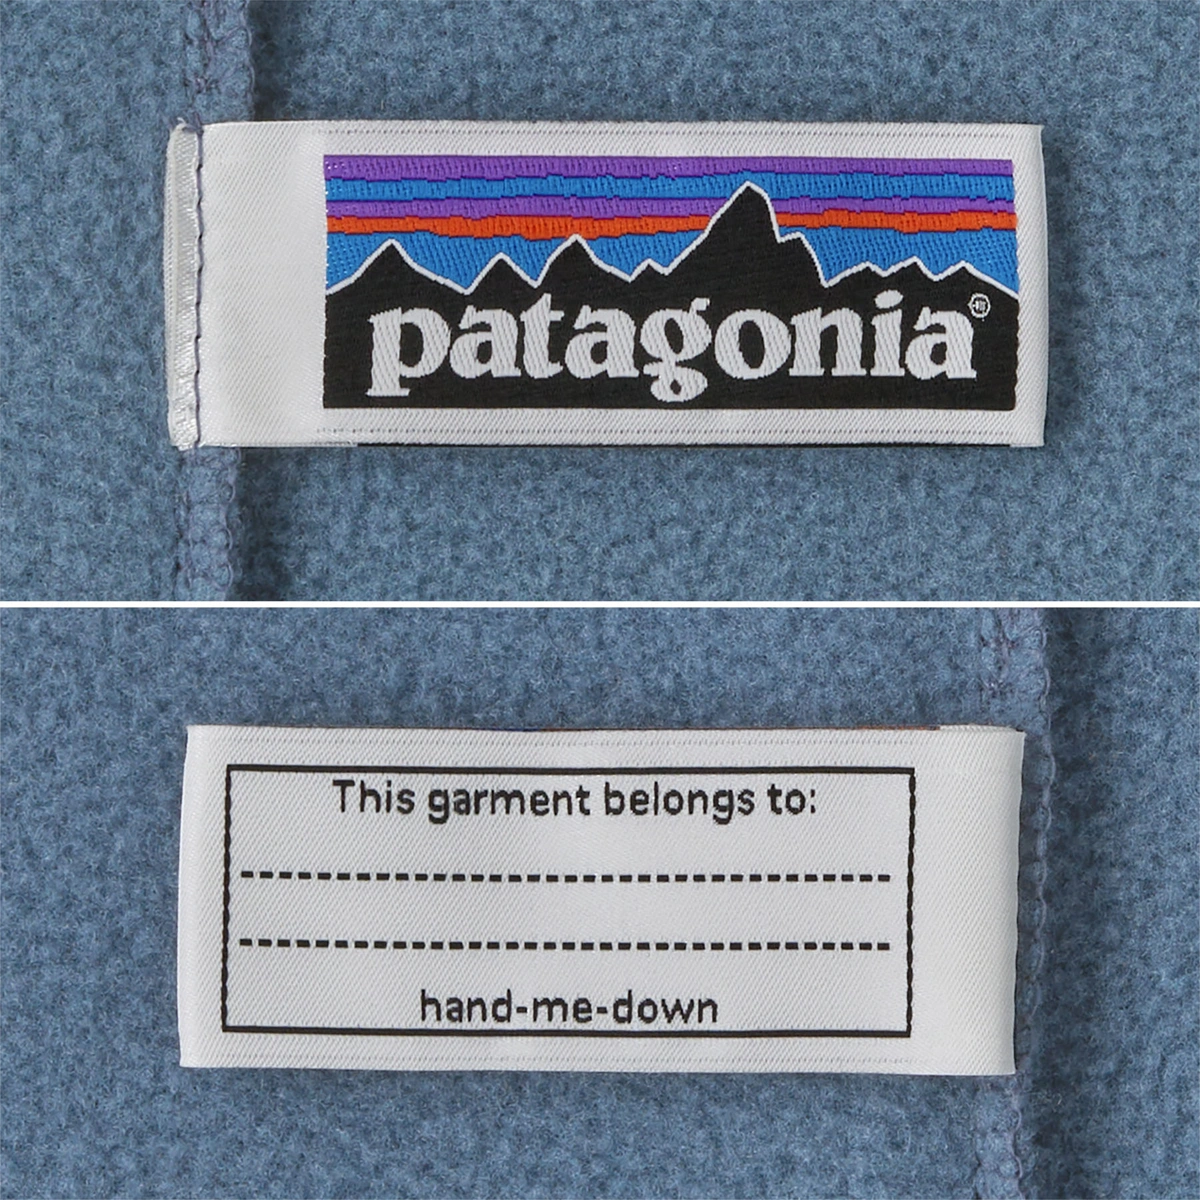 patagonia®
This garment belongs to:
hand-me-down